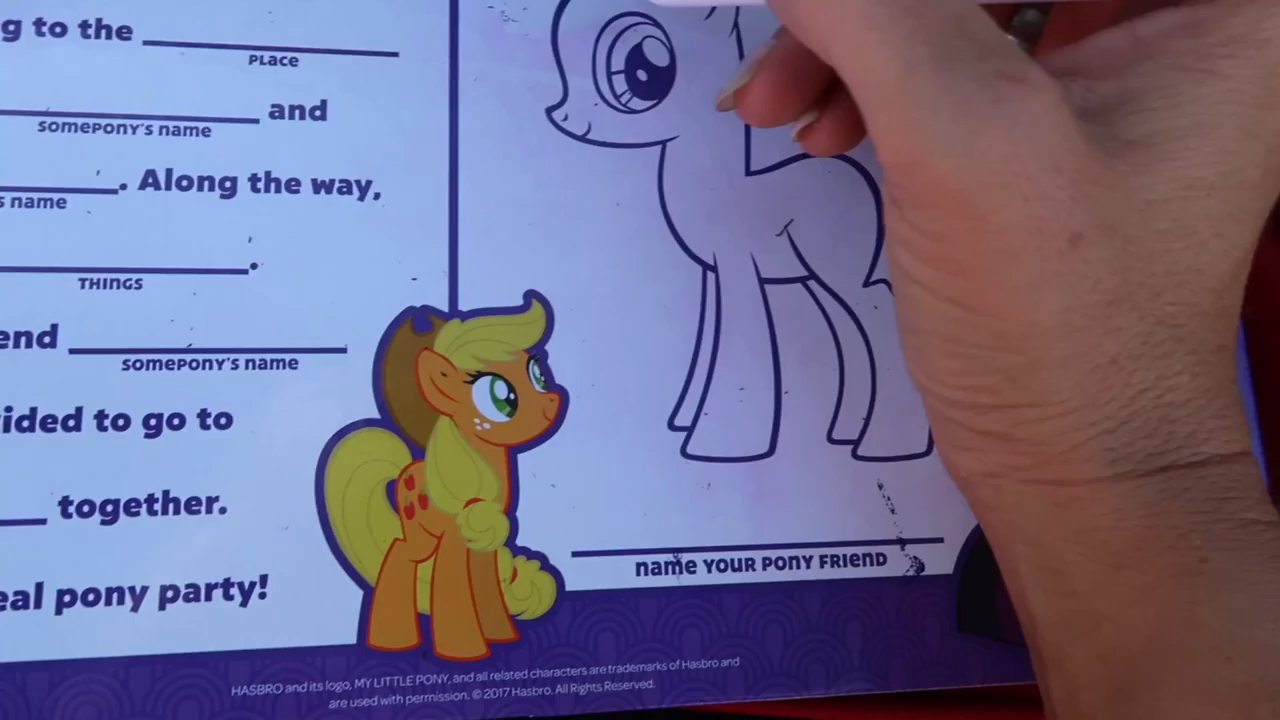 g to the
PLACE
and
SOMEPONY'S NAME
. Along the way,
s NAME
.
THINGS
end
SOMEPONY'S NAME
ided to go to
together.
eal pony party!
NAME YOUR PONY FRIEND
HASBRO and its logo, MY LITTLE PONY, and all related characters are trademarks of Hasbro and
are used with permission. © 2017 Hasbro. All Rights Reserved.